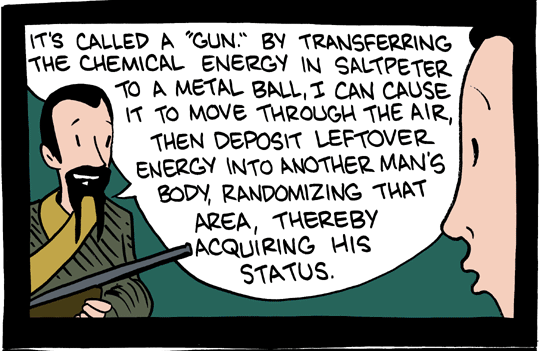 IT'S CALLED A "GUN." BY TRANSFERRING
THE CHEMICAL ENERGY IN SALTPETER
TO A METAL BALL, I CAN CAUSE
IT TO MOVE THROUGH THE AIR,
THEN DEPOSIT LEFTOVER
ENERGY INTO ANOTHER MAN'S
BODY, RANDOMIZING THAT
AREA, THEREBY
ACQUIRING HIS
STATUS.